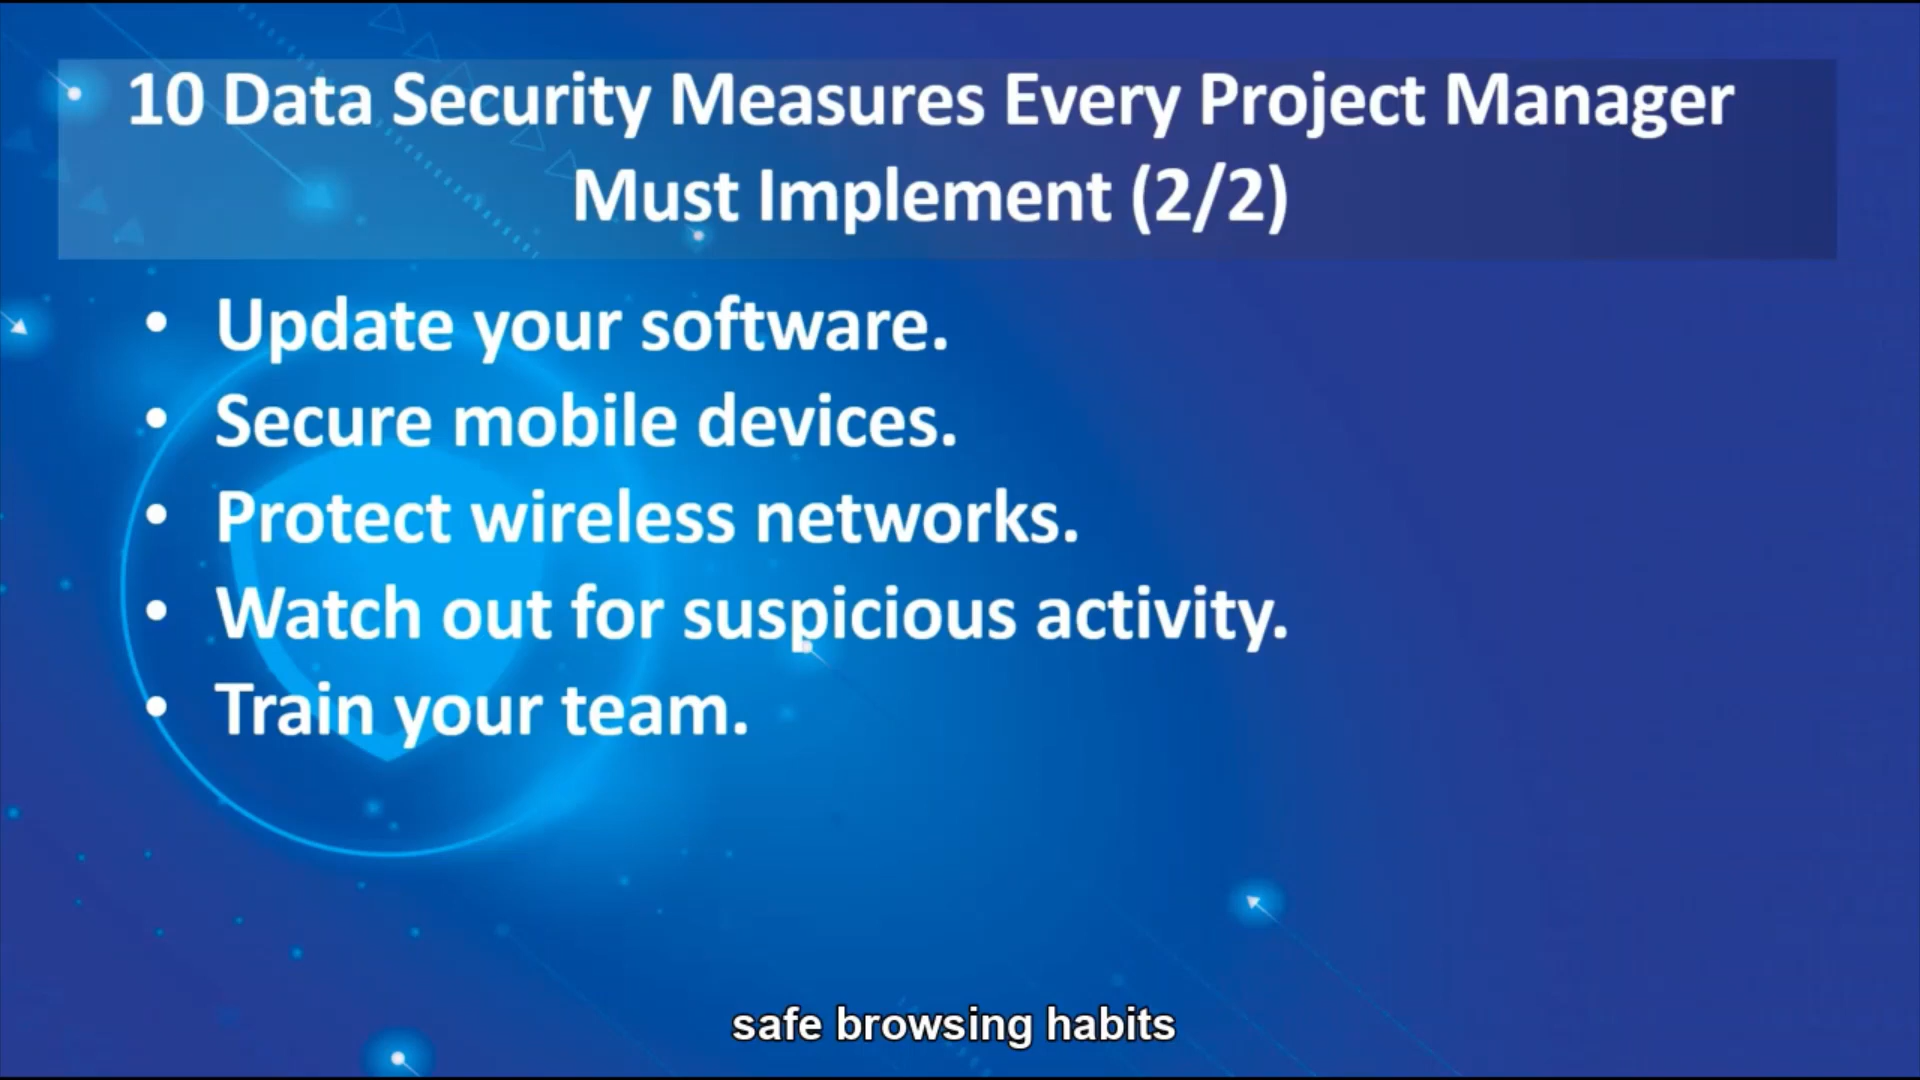 10 Data Security Measures Every Project Manager
Must Implement (2/2)
• Update your software.
• Secure mobile devices.
• Protect wireless networks.
• Watch out for suspicious activity.
• Train your team.
safe browsing habits